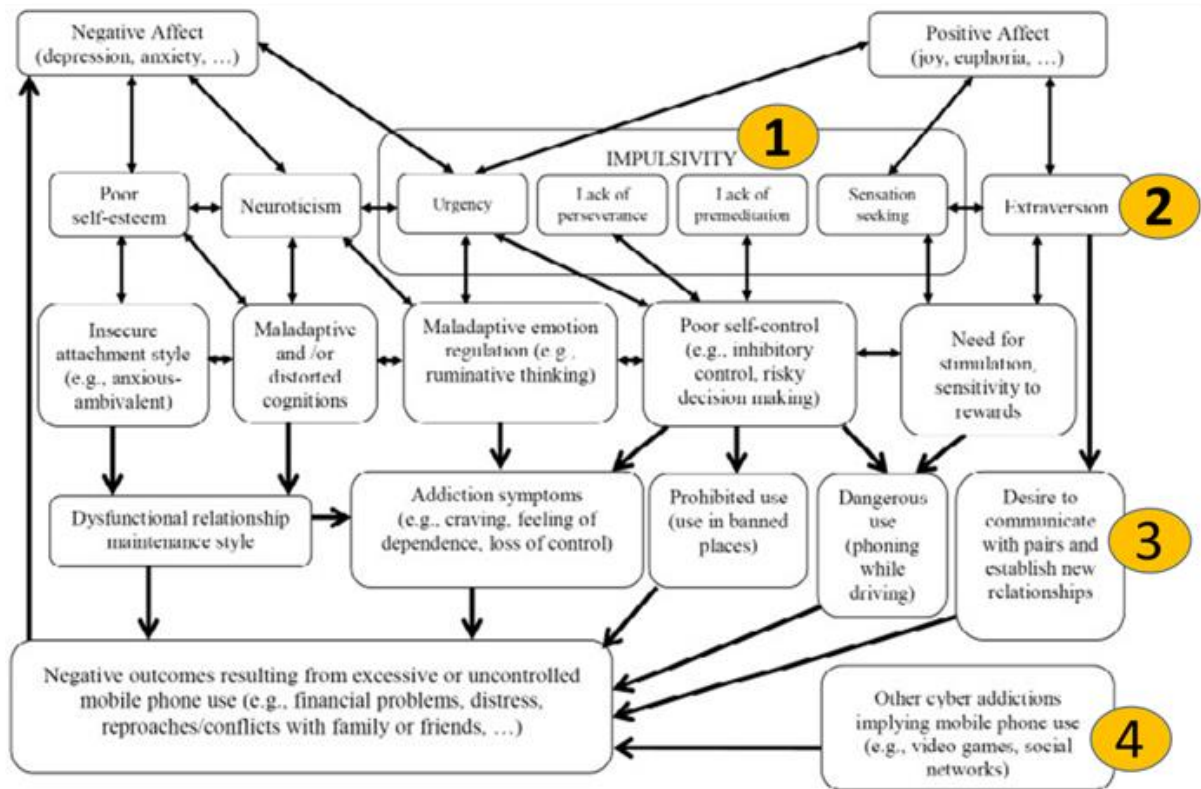 Negative Affect
(depression, anxiety, …)
Positive Affect
(joy, euphoria, …)
1
IMPULSIVITY
Poor
self-esteem
Neuroticism
Urgency
Lack of
perseverance
Lack of
premeditation
Sensation
seeking
Extraversion
2
Insecure
attachment style
(e.g., anxious-
ambivalent)
Maladaptive
and /or
distorted
cognitions
Maladaptive emotion
regulation (e.g.,
ruminative thinking)
Poor self-control
(e.g., inhibitory
control, risky
decision making)
Need for
stimulation,
sensitivity to
rewards
Dysfunctional relationship
maintenance style
Addiction symptoms
(e.g., craving, feeling of
dependence, loss of control)
Prohibited use
(use in banned
places)
Dangerous
use
(phoning
while
driving)
Desire to
communicate
with pairs and
establish new
relationships
3
Negative outcomes resulting from excessive or uncontrolled
mobile phone use (e.g., financial problems, distress,
reproaches/conflicts with family or friends, …)
Other cyber addictions
implying mobile phone use
(e.g., video games, social
networks)
4